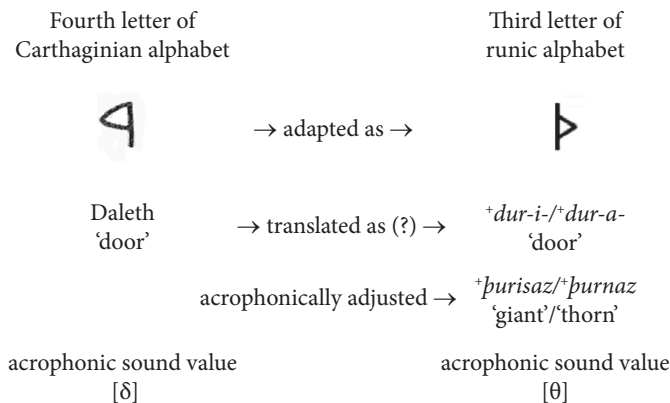 Fourth letter of Carthaginian alphabet
Third letter of runic alphabet
𐤃 → adapted as → ᚦ
Daleth 'door' → translated as (?) → ⁺dur-i-/⁺dur-a- 'door'
acrophonically adjusted → ⁺þurisaz/⁺þurnaz 'giant'/'thorn'
acrophonic sound value [δ]
acrophonic sound value [θ]